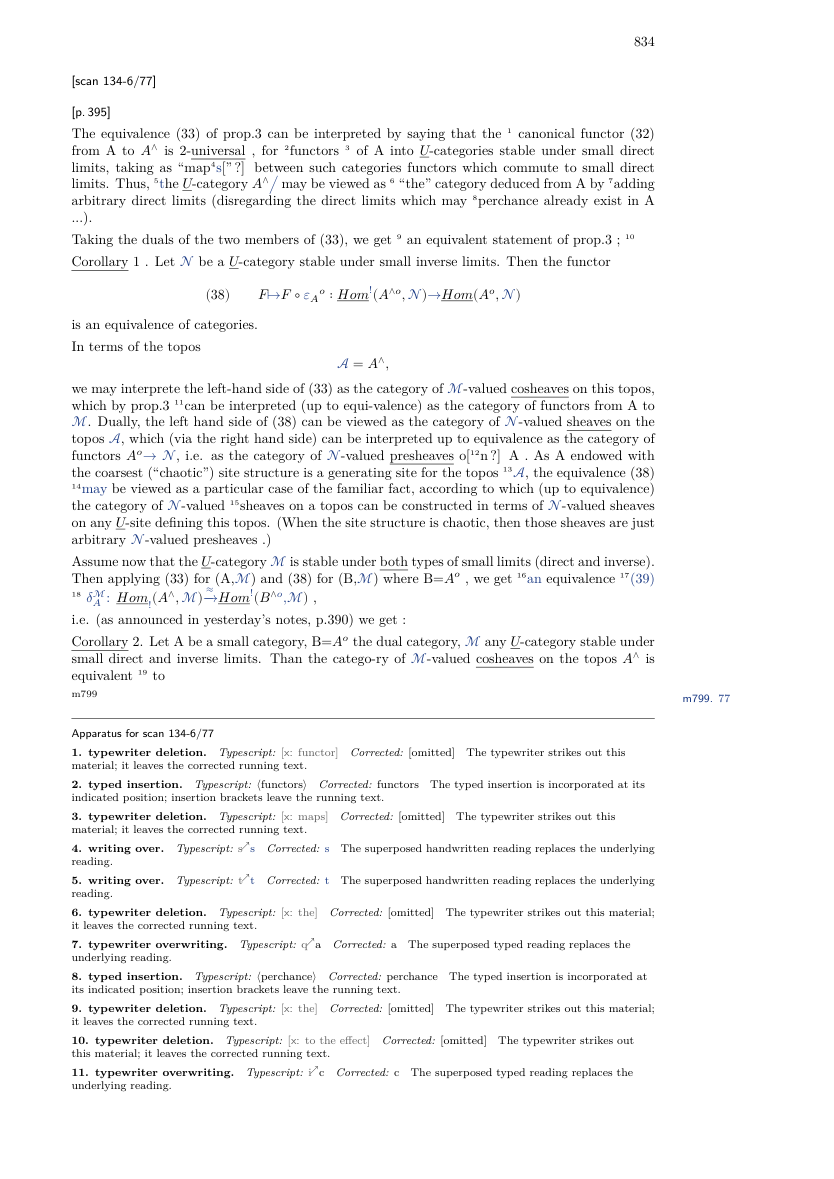 834
[scan 134-6/77]
[p. 395]
The equivalence (33) of prop.3 can be interpreted by saying that the ¹ canonical functor (32)
from A to A^∧ is 2-universal , for ²functors ³ of A into U-categories stable under small direct
limits, taking as “map⁴s[” ?] between such categories functors which commute to small direct
limits. Thus, ⁵the U-category A^∧/ may be viewed as ⁶ “the” category deduced from A by ⁷adding
arbitrary direct limits (disregarding the direct limits which may ⁸perchance already exist in A
...).
Taking the duals of the two members of (33), we get ⁹ an equivalent statement of prop.3 ; ¹⁰
Corollary 1 . Let 𝒩 be a U-category stable under small inverse limits. Then the functor
(38) F↦F ∘ ε_A^o : Hom^!(A^∧o, 𝒩)→Hom(A^o, 𝒩)
is an equivalence of categories.
In terms of the topos
𝒜 = A^∧,
we may interprete the left-hand side of (33) as the category of ℳ-valued cosheaves on this topos,
which by prop.3 ¹¹can be interpreted (up to equi-valence) as the category of functors from A to
ℳ. Dually, the left hand side of (38) can be viewed as the category of 𝒩-valued sheaves on the
topos 𝒜, which (via the right hand side) can be interpreted up to equivalence as the category of
functors A^o→ 𝒩, i.e. as the category of 𝒩-valued presheaves o[¹²n ?] A . As A endowed with
the coarsest (“chaotic”) site structure is a generating site for the topos ¹³𝒜, the equivalence (38)
¹⁴may be viewed as a particular case of the familiar fact, according to which (up to equivalence)
the category of 𝒩-valued ¹⁵sheaves on a topos can be constructed in terms of 𝒩-valued sheaves
on any U-site defining this topos. (When the site structure is chaotic, then those sheaves are just
arbitrary 𝒩-valued presheaves .)
Assume now that the U-category ℳ is stable under both types of small limits (direct and inverse).
Then applying (33) for (A,ℳ) and (38) for (B,ℳ) where B=A^o , we get ¹⁶an equivalence ¹⁷(39)
¹⁸ δ_A^ℳ: Hom_!(A^∧, ℳ)→^≈Hom^!(B^∧o,ℳ) ,
i.e. (as announced in yesterday’s notes, p.390) we get :
Corollary 2. Let A be a small category, B=A^o the dual category, ℳ any U-category stable under
small direct and inverse limits. Than the catego-ry of ℳ-valued cosheaves on the topos A^∧ is
equivalent ¹⁹ to
m799
m799. 77
Apparatus for scan 134-6/77
1. typewriter deletion. Typescript: [x: functor] Corrected: [omitted] The typewriter strikes out this
material; it leaves the corrected running text.
2. typed insertion. Typescript: ⟨functors⟩ Corrected: functors The typed insertion is incorporated at its
indicated position; insertion brackets leave the running text.
3. typewriter deletion. Typescript: [x: maps] Corrected: [omitted] The typewriter strikes out this
material; it leaves the corrected running text.
4. writing over. Typescript: s↗s Corrected: s The superposed handwritten reading replaces the underlying
reading.
5. writing over. Typescript: t↗t Corrected: t The superposed handwritten reading replaces the underlying
reading.
6. typewriter deletion. Typescript: [x: the] Corrected: [omitted] The typewriter strikes out this material;
it leaves the corrected running text.
7. typewriter overwriting. Typescript: q↗a Corrected: a The superposed typed reading replaces the
underlying reading.
8. typed insertion. Typescript: ⟨perchance⟩ Corrected: perchance The typed insertion is incorporated at
its indicated position; insertion brackets leave the running text.
9. typewriter deletion. Typescript: [x: the] Corrected: [omitted] The typewriter strikes out this material;
it leaves the corrected running text.
10. typewriter deletion. Typescript: [x: to the effect] Corrected: [omitted] The typewriter strikes out
this material; it leaves the corrected running text.
11. typewriter overwriting. Typescript: i↗c Corrected: c The superposed typed reading replaces the
underlying reading.